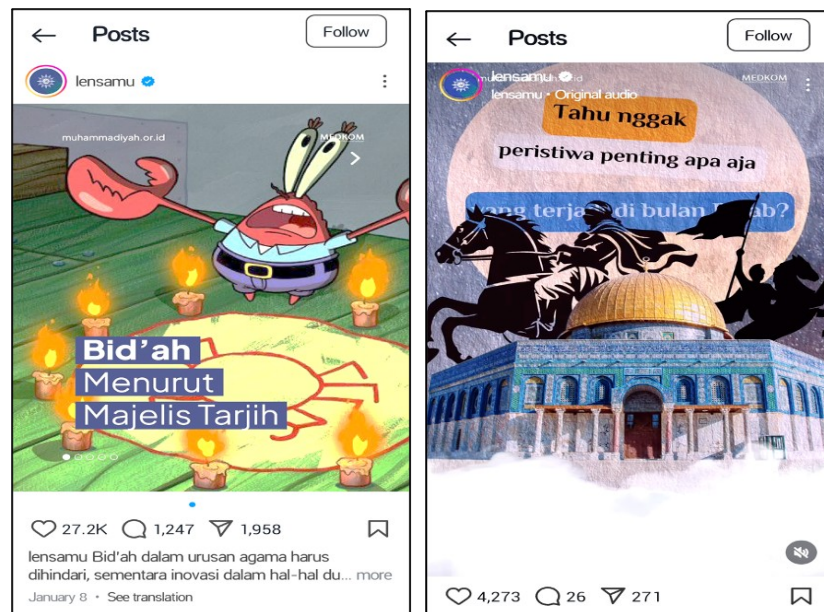 Posts
Follow
lensamu
muhammadiyah.or.id
MEDKOM
Bid'ah
Menurut
Majelis Tarjih
27.2K 1,247 1,958
lensamu Bid'ah dalam urusan agama harus
dihindari, sementara inovasi dalam hal-hal du... more
January 8 • See translation
Posts
Follow
lensamu
MEDKOM
lensamu • Original audio
Tahu nggak
peristiwa penting apa aja
di bulan
4,273 26 271